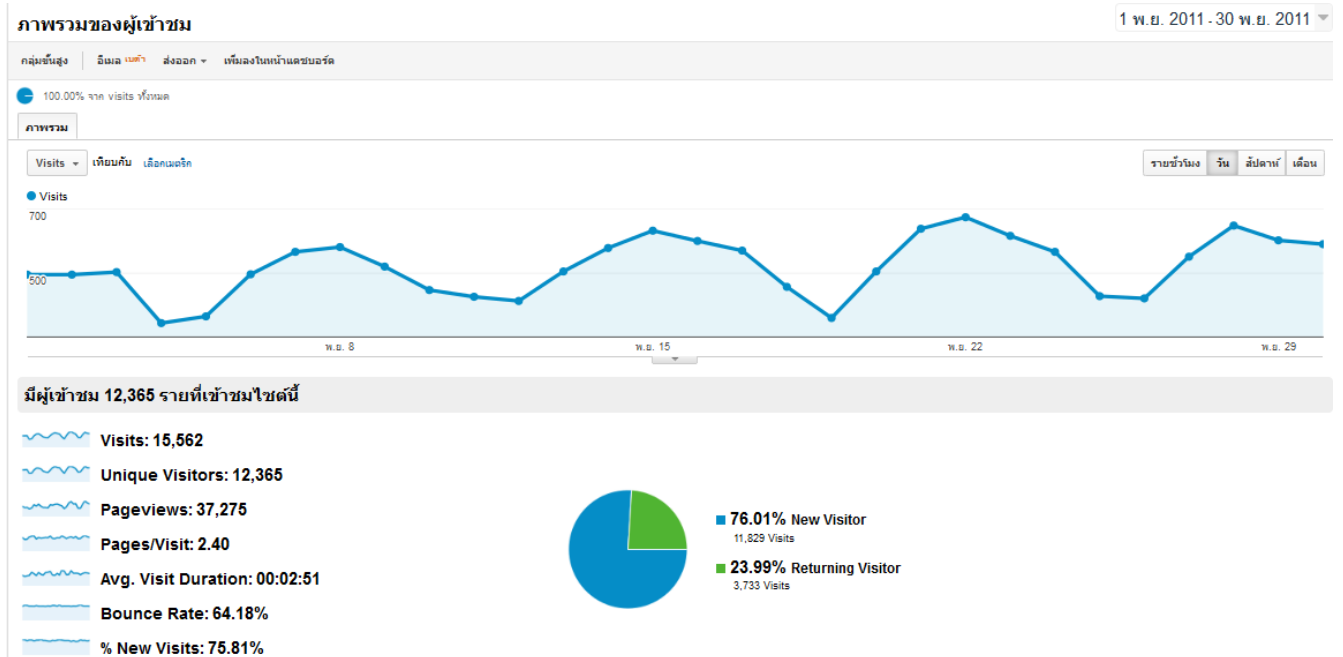 ภาพรวมของผู้เข้าชม
1 พ.ย. 2011 - 30 พ.ย. 2011
กลุ่มขั้นสูง อีเมล เบต้า ส่งออก เพิ่มลงในหน้าแดชบอร์ด
100.00% จาก visits ทั้งหมด
ภาพรวม
Visits เทียบกับ เลือกเมตริก
รายชั่วโมง วัน สัปดาห์ เดือน
Visits
700
500
พ.ย. 8 พ.ย. 15 พ.ย. 22 พ.ย. 29
มีผู้เข้าชม 12,365 รายที่เข้าชมไซต์นี้
Visits: 15,562
Unique Visitors: 12,365
Pageviews: 37,275
Pages/Visit: 2.40
Avg. Visit Duration: 00:02:51
Bounce Rate: 64.18%
% New Visits: 75.81%
76.01% New Visitor
11,829 Visits
23.99% Returning Visitor
3,733 Visits